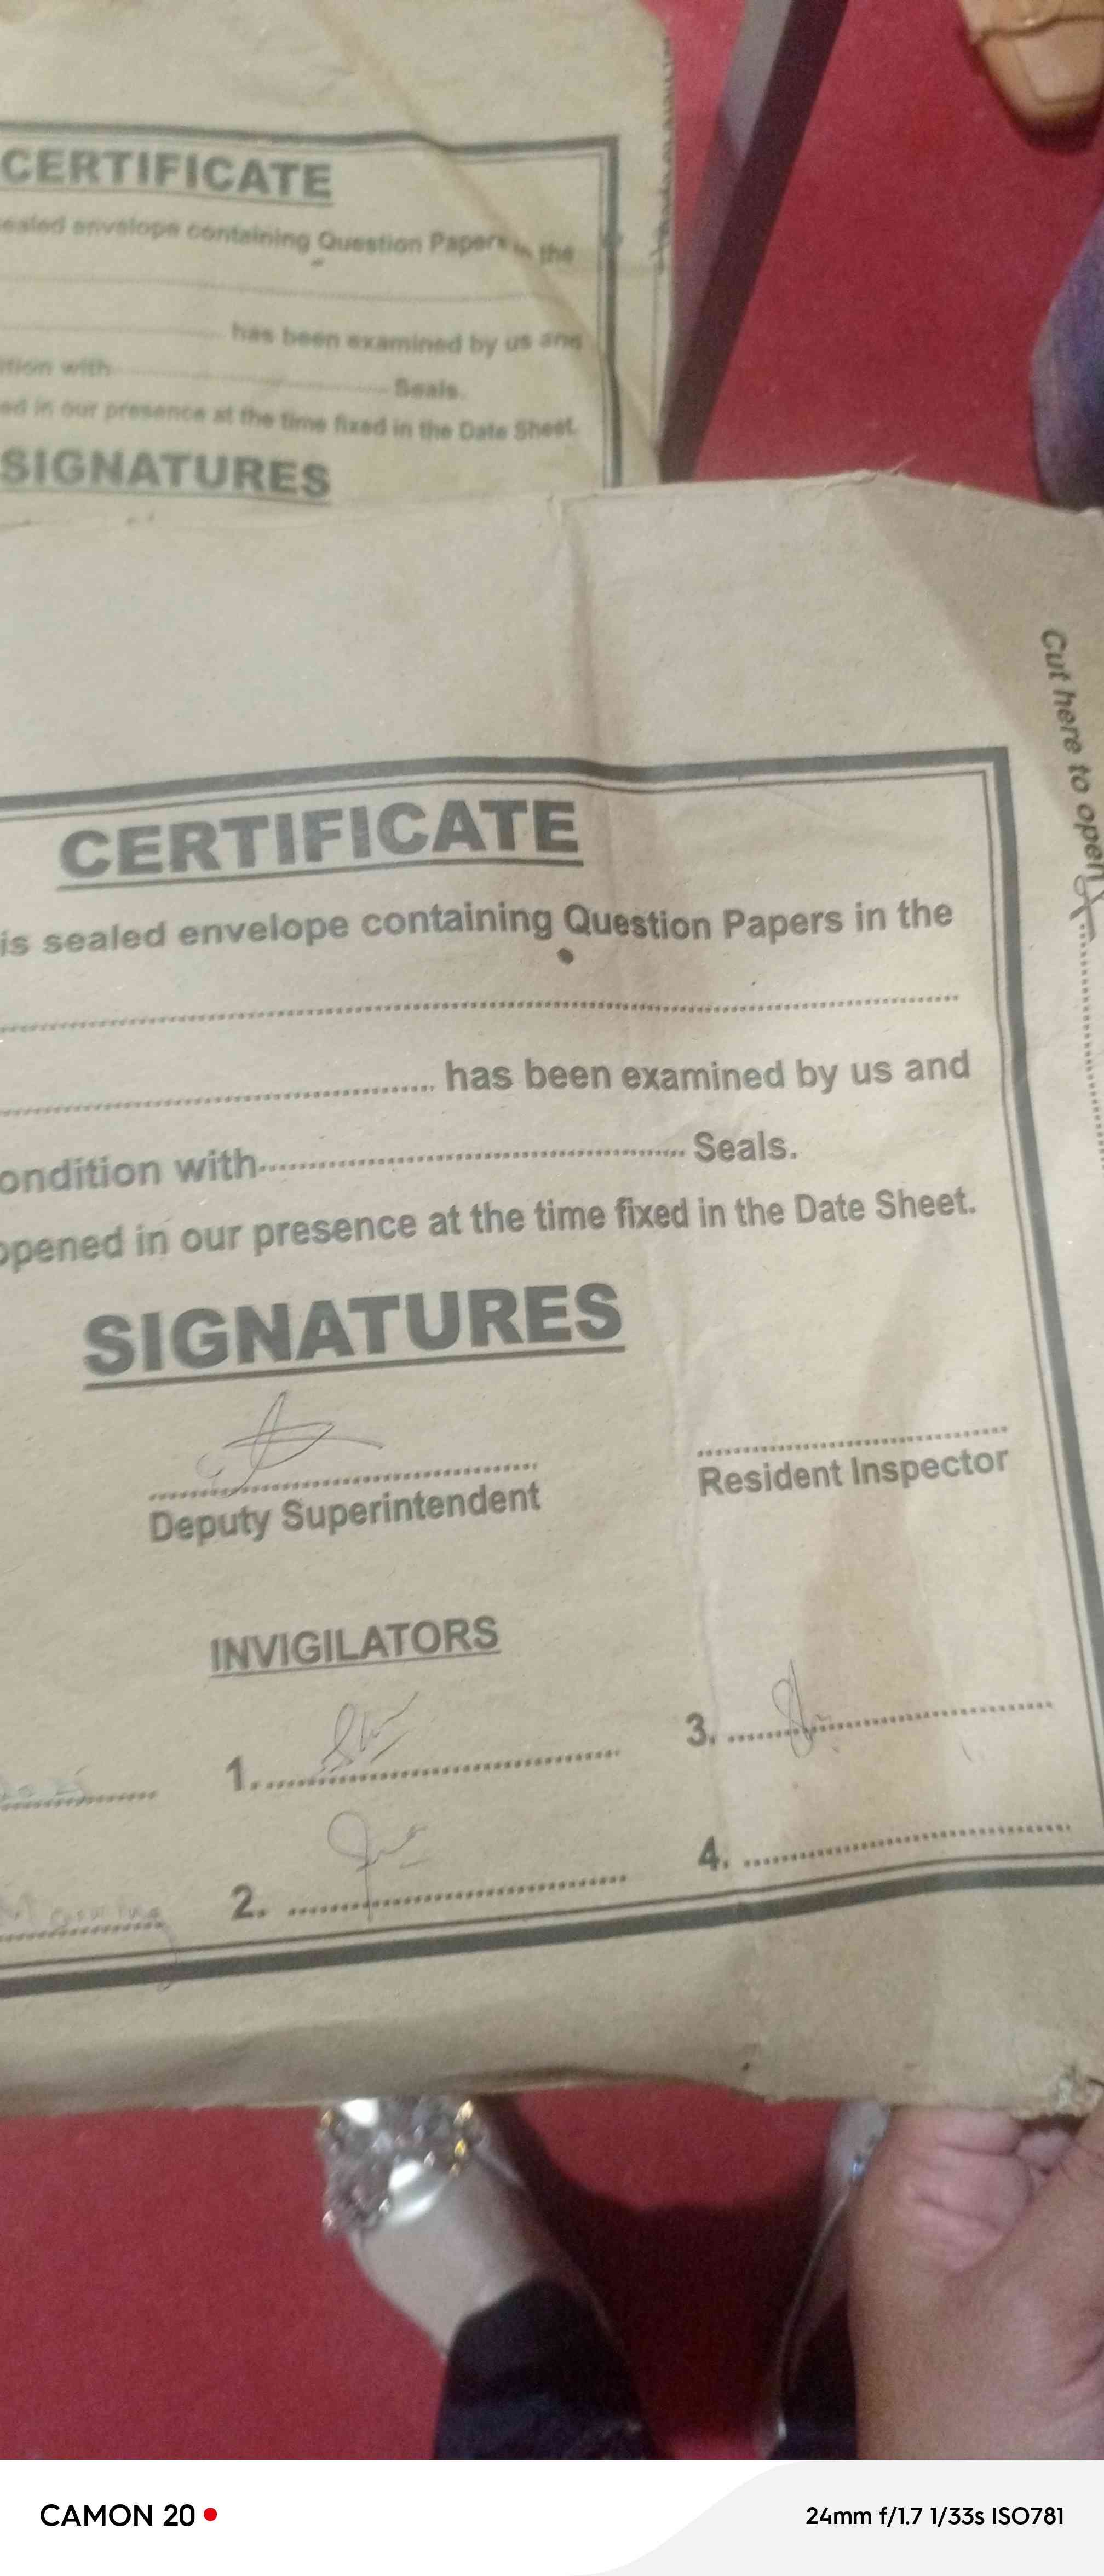 CERTIFICATE
sealed envelope containing Question Papers in the
has been examined by us and
with
Seals.
in our presence at the time fixed in the Date Sheet.
SIGNATURES
Cut here to open
CERTIFICATE
is sealed envelope containing Question Papers in the
has been examined by us and
ondition with Seals.
opened in our presence at the time fixed in the Date Sheet.
SIGNATURES
Deputy Superintendent
Resident Inspector
INVIGILATORS
1.
3.
2.
4.
Morning
CAMON 20
24mm f/1.7 1/33s ISO781